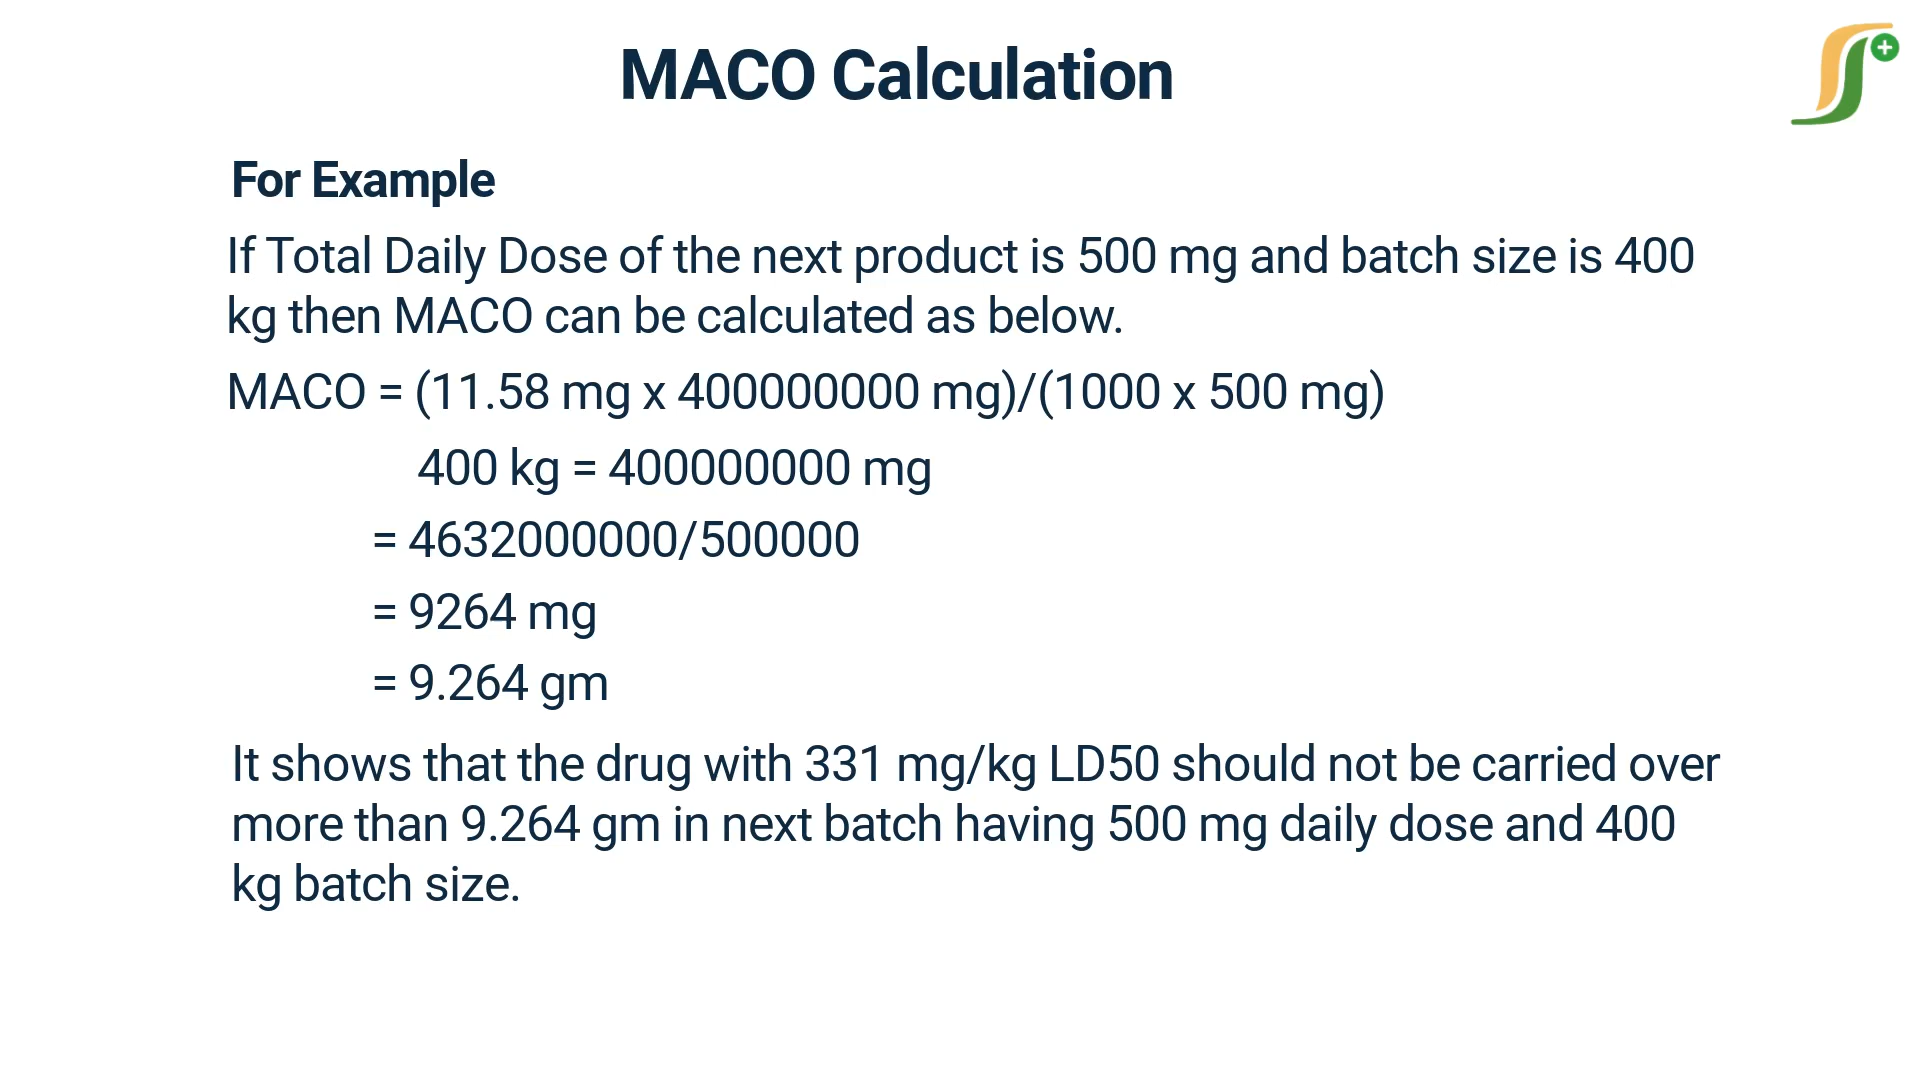 MACO Calculation
For Example
If Total Daily Dose of the next product is 500 mg and batch size is 400
kg then MACO can be calculated as below.
MACO = (11.58 mg x 400000000 mg)/(1000 x 500 mg)
400 kg = 400000000 mg
= 4632000000/500000
= 9264 mg
= 9.264 gm
It shows that the drug with 331 mg/kg LD50 should not be carried over
more than 9.264 gm in next batch having 500 mg daily dose and 400
kg batch size.